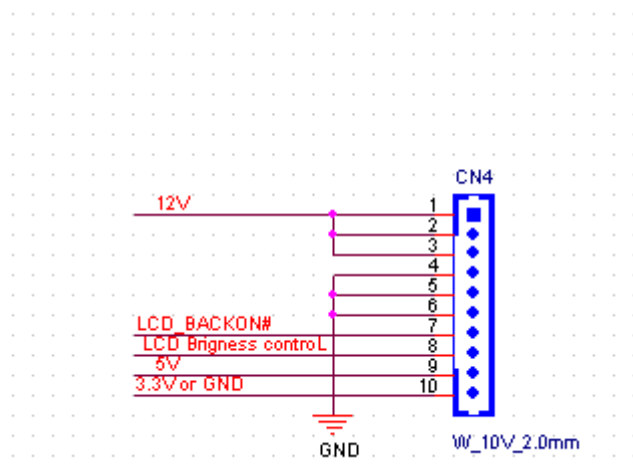 CN4
12V
1
2
3
4
5
6
LCD_BACKON# 7
LCD Brigness controL 8
5V 9
3.3V or GND 10
GND
W_10V_2.0mm